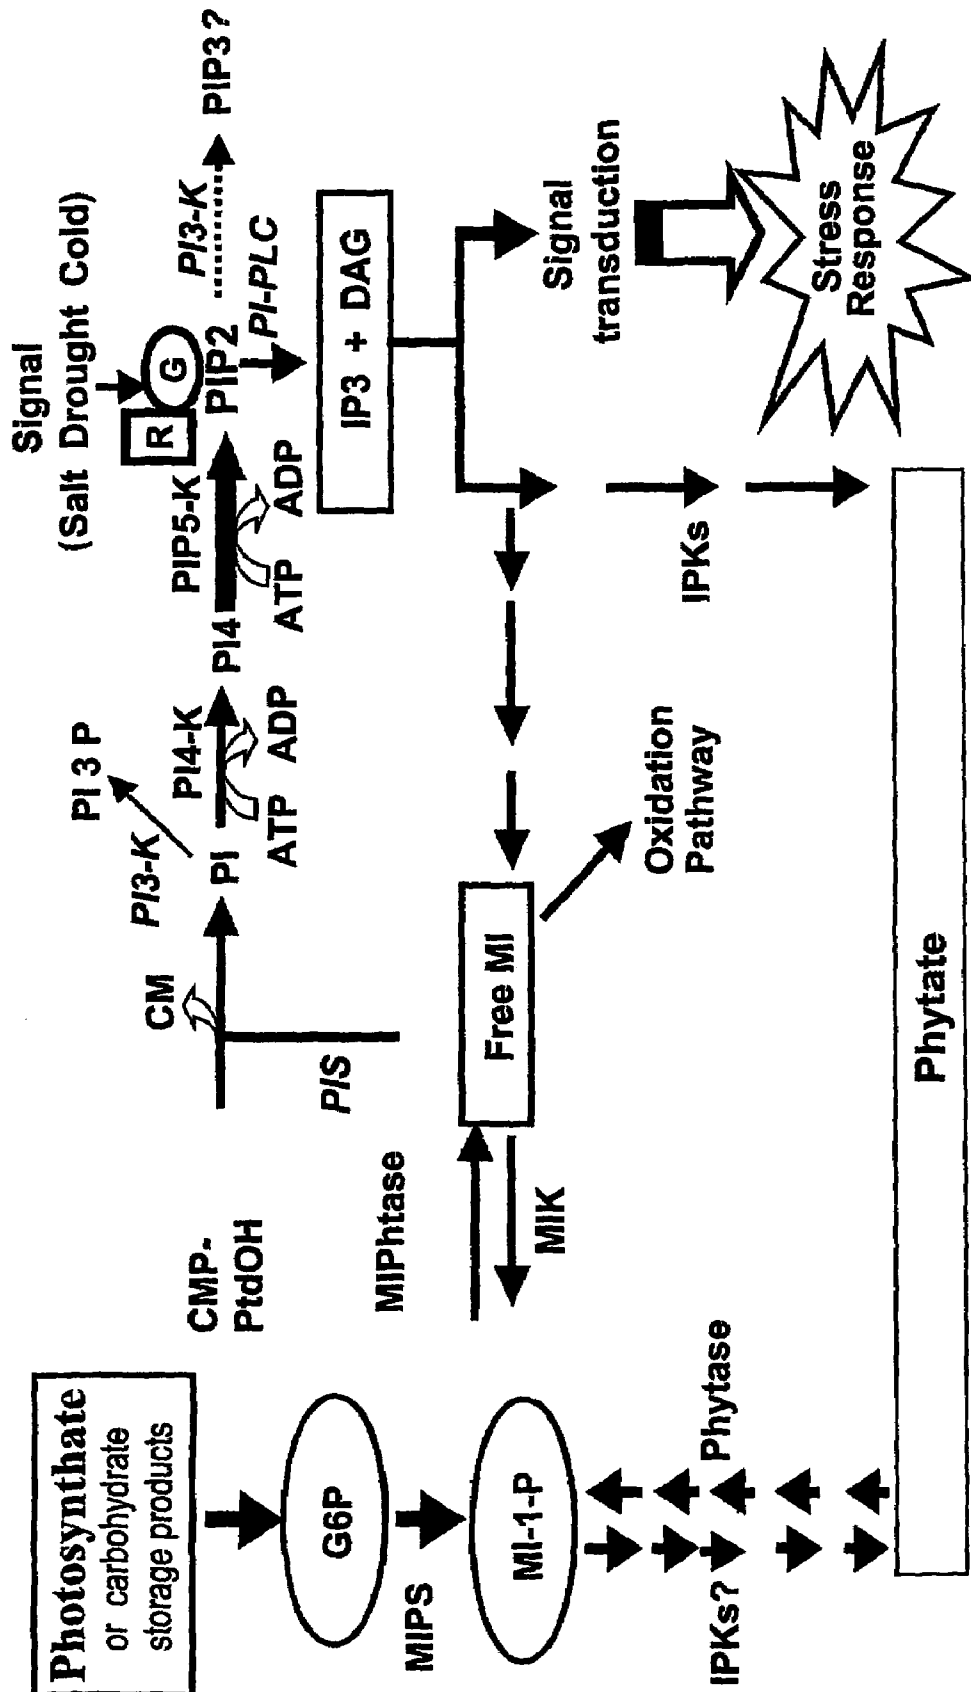 Signal
(Salt Drought Cold)
Photosynthate
or carbohydrate
storage products
CM
PI3-K
PI 3 P
R
G
PI
PI4-K
PI4
PIP5-K
PIP2
PI3-K
PIP3?
CMP-
PtdOH
ATP
ADP
ATP
ADP
PI-PLC
PIS
G6P
IP3 + DAG
MIPhtase
MIPS
MI-1-P
Free MI
MIK
Signal
transduction
Oxidation
Pathway
IPKs
Phytase
IPKs?
Stress
Response
Phytate